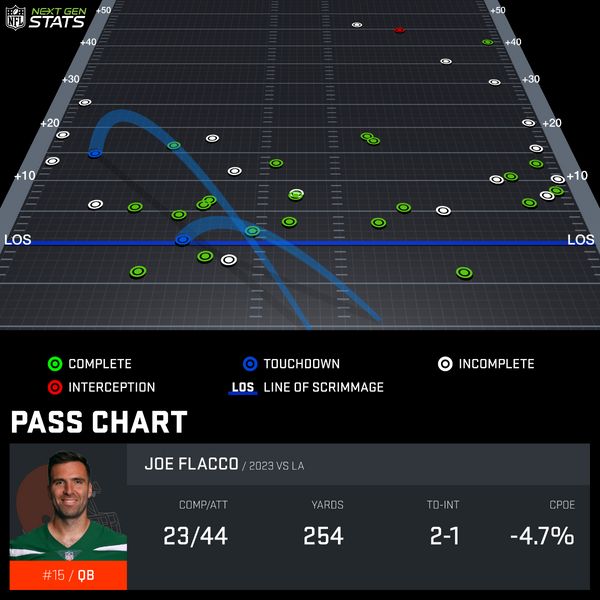 NFL NEXT GEN STATS
+50 +50
+40 +40
+30 +30
+20 +20
+10 +10
LOS LOS
COMPLETE TOUCHDOWN INCOMPLETE
INTERCEPTION LOS LINE OF SCRIMMAGE
PASS CHART
JOE FLACCO / 2023 VS LA
COMP/ATT YARDS TD-INT CPOE
23/44 254 2-1 -4.7%
#15 / QB